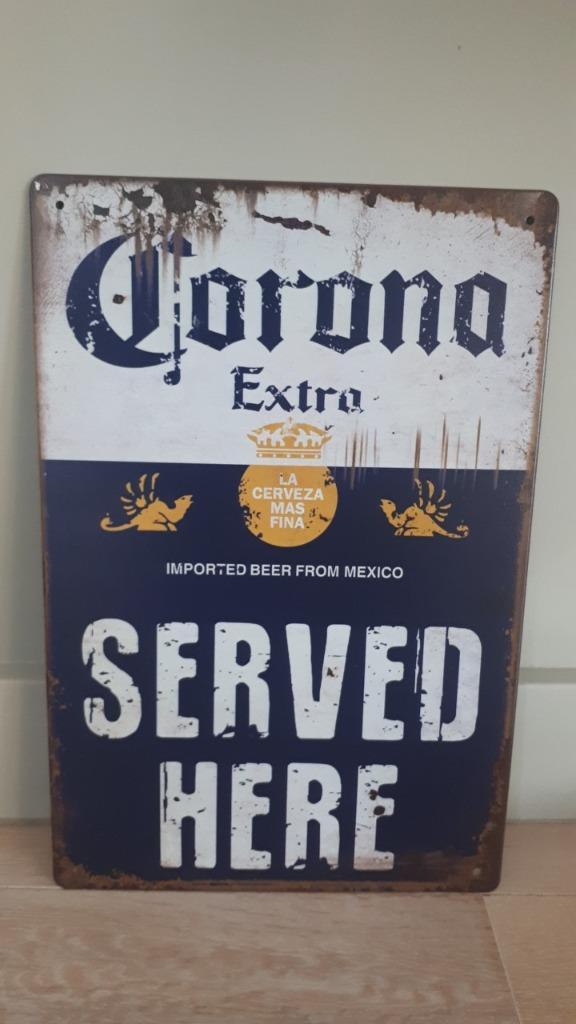 Corona
Extra
LA
CERVEZA
MAS
FINA
IMPORTED BEER FROM MEXICO
SERVED
HERE